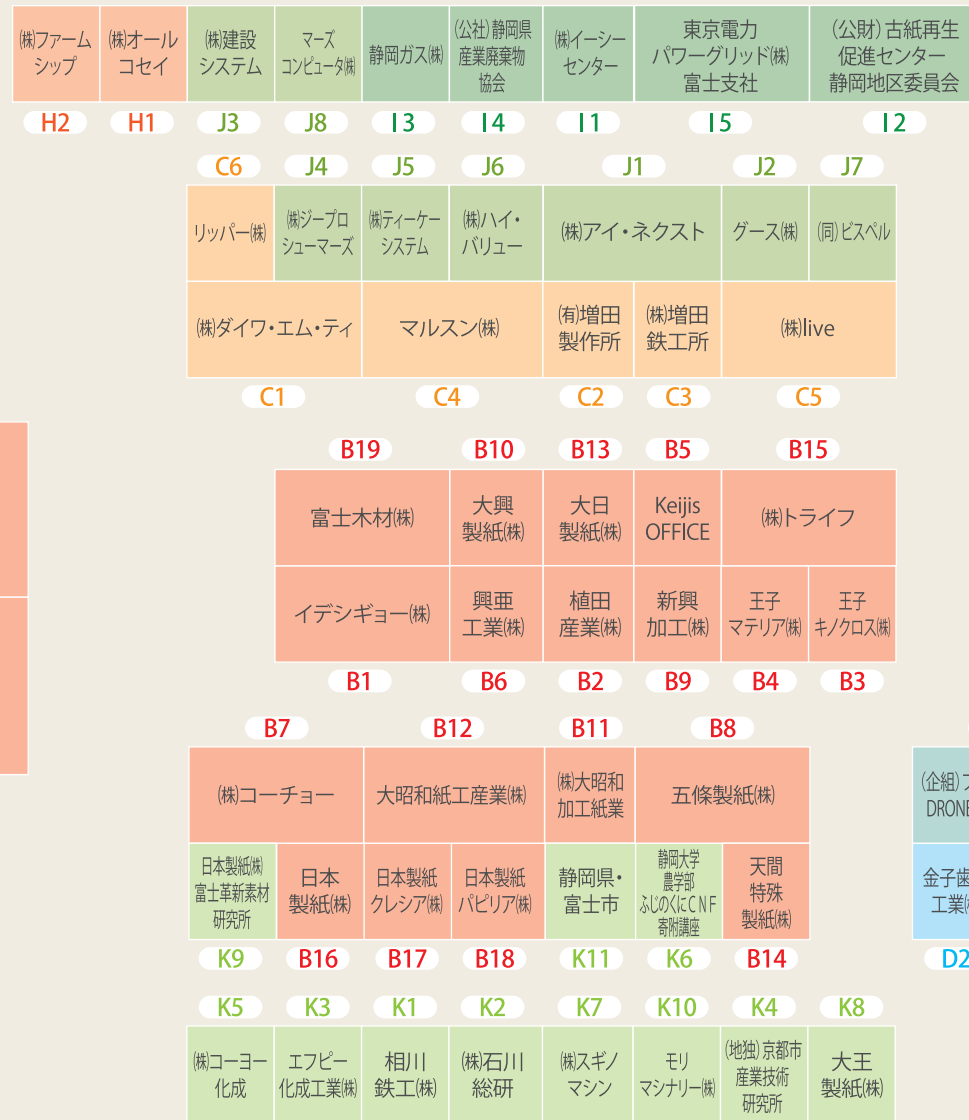 ㈱ファーム
シップ
㈱オール
コセイ
㈱建設
システム
マーズ
コンピュータ㈱
静岡ガス㈱
(公社)静岡県
産業廃棄物
協会
㈱イーシー
センター
東京電力
パワーグリッド㈱
富士支社
(公財)古紙再生
促進センター
静岡地区委員会
H2
H1
J3
J8
I3
I4
I1
I5
I2
C6
J4
J5
J6
J1
J2
J7
リッパー㈱
㈱ジープロ
シューマーズ
㈱ティーケー
システム
㈱ハイ・
バリュー
㈱アイ・ネクスト
グース㈱
(同)ビスペル
㈱ダイワ・エム・ティ
マルスン㈱
㈲増田
製作所
㈱増田
鉄工所
㈱live
C1
C4
C2
C3
C5
B19
B10
B13
B5
B15
富士木材㈱
大興
製紙㈱
大日
製紙㈱
Keijis
OFFICE
㈱トライフ
イデシギョー㈱
興亜
工業㈱
植田
産業㈱
新興
加工㈱
王子
マテリア㈱
王子
キノクロス㈱
B1
B6
B2
B9
B4
B3
B7
B12
B11
B8
㈱コーチョー
大昭和紙工産業㈱
㈱大昭和
加工紙業
五條製紙㈱
(企組)フ
DRONE
日本製紙㈱
富士革新素材
研究所
日本
製紙㈱
日本製紙
クレシア㈱
日本製紙
パピリア㈱
静岡県・
富士市
静岡大学
農学部
ふじのくにCNF
寄附講座
天間
特殊
製紙㈱
金子歯
工業
K9
B16
B17
B18
K11
K6
B14
D2
K5
K3
K1
K2
K7
K10
K4
K8
㈱コーヨー
化成
エフピー
化成工業㈱
相川
鉄工㈱
㈱石川
総研
㈱スギノ
マシン
モリ
マシナリー㈱
(地独)京都市
産業技術
研究所
大王
製紙㈱